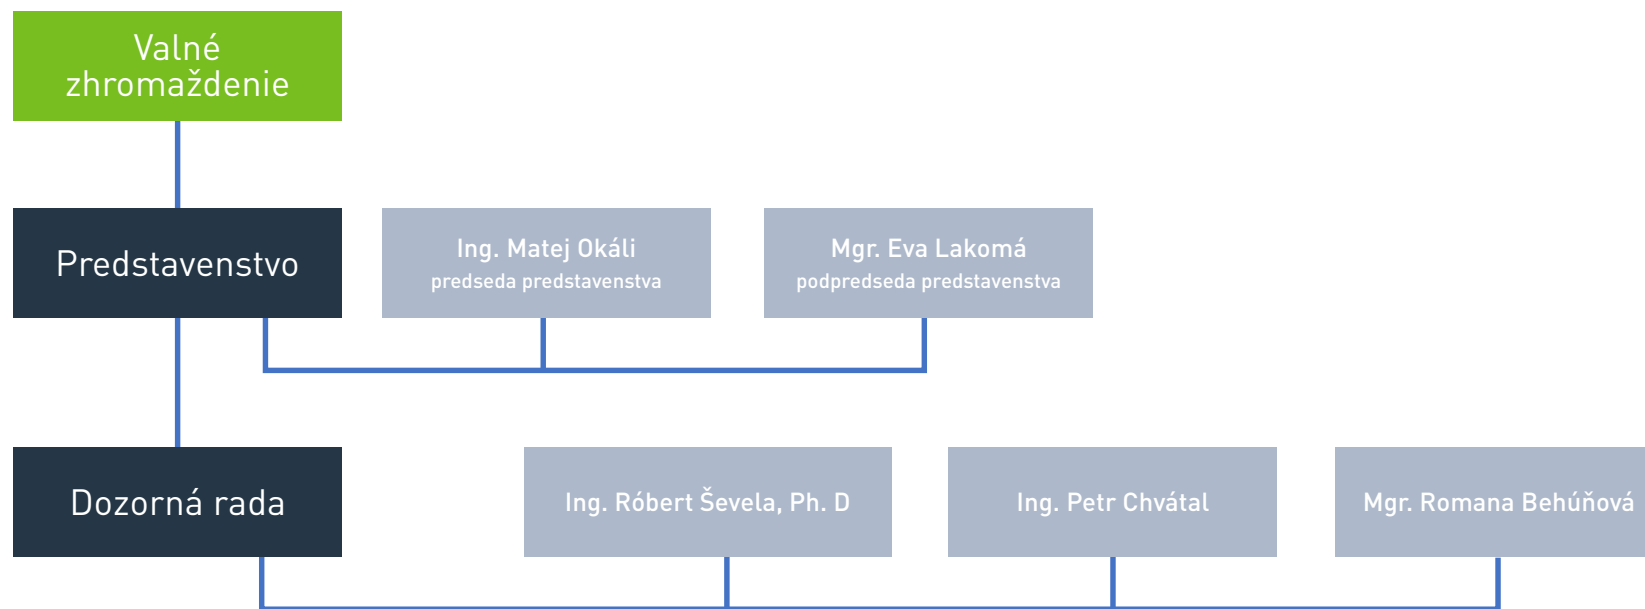 Valné
zhromaždenie
Predstavenstvo
Ing. Matej Okáli
predseda predstavenstva
Mgr. Eva Lakomá
podpredseda predstavenstva
Dozorná rada
Ing. Róbert Ševela, Ph. D
Ing. Petr Chvátal
Mgr. Romana Behúňová